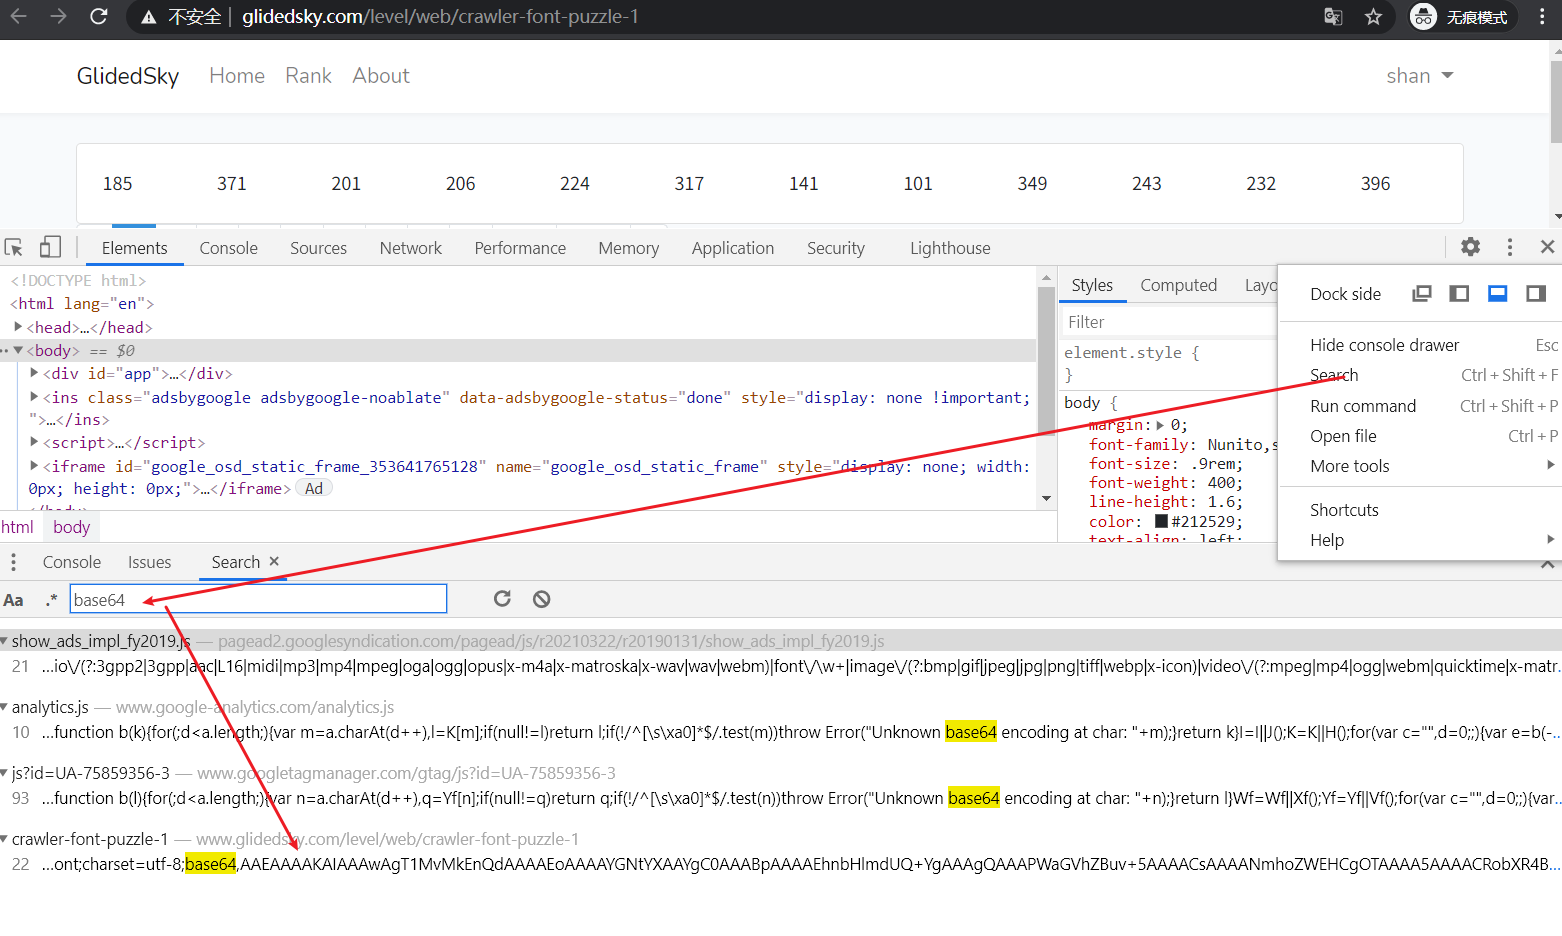 不安全 | glidedsky.com/level/web/crawler-font-puzzle-1 无痕模式
GlidedSky Home Rank About shan
185 371 201 206 224 317 141 101 349 243 232 396
Elements Console Sources Network Performance Memory Application Security Lighthouse
<!DOCTYPE html>
<html lang="en">
<head>…</head>
<body> == $0
<div id="app">…</div>
<ins class="adsbygoogle adsbygoogle-noablate" data-adsbygoogle-status="done" style="display: none !important;
">…</ins>
<script>…</script>
<iframe id="google_osd_static_frame_353641765128" name="google_osd_static_frame" style="display: none; width:
0px; height: 0px;">…</iframe> Ad
html body
Styles Computed Layo
Filter
element.style {
}
body {
margin: 0;
font-family: Nunito,s
font-size: .9rem;
font-weight: 400;
line-height: 1.6;
color: #212529;
text-align: left;
Dock side
Hide console drawer Esc
Search Ctrl + Shift + F
Run command Ctrl + Shift + P
Open file Ctrl + P
More tools
Shortcuts
Help
Console Issues Search ×
Aa .* base64
show_ads_impl_fy2019.js — pagead2.googlesyndication.com/pagead/js/r20210322/r20190131/show_ads_impl_fy2019.js
21 …io\/(?:3gpp2|3gpp|aac|L16|midi|mp3|mp4|mpeg|oga|ogg|opus|x-m4a|x-matroska|x-wav|wav|webm)|font\/\w+|image\/(?:bmp|gif|jpeg|jpg|png|tiff|webp|x-icon)|video\/(?:mpeg|mp4|ogg|webm|quicktime|x-matr…
analytics.js — www.google-analytics.com/analytics.js
10 …function b(k){for(;d<a.length;){var m=a.charAt(d++),l=K[m];if(null!=l)return l;if(!/^[\s\xa0]*$/.test(m))throw Error("Unknown base64 encoding at char: "+m);}return k}I=I||J();K=K||H();for(var c="",d=0;;){var e=b(-…
js?id=UA-75859356-3 — www.googletagmanager.com/gtag/js?id=UA-75859356-3
93 …function b(l){for(;d<a.length;){var n=a.charAt(d++),q=Yf[n];if(null!=q)return q;if(!/^[\s\xa0]*$/.test(n))throw Error("Unknown base64 encoding at char: "+n);}return l}Wf=Wf||Xf();Yf=Yf||Vf();for(var c="",d=0;;){var…
crawler-font-puzzle-1 — www.glidedsky.com/level/web/crawler-font-puzzle-1
22 …ont;charset=utf-8;base64,AAEAAAAKAIAAAwAgT1MvMkEnQdAAAAEoAAAAYGNtYXAAYgC0AAABpAAAAEhnbHlmdUQ+YgAAAgQAAAPWaGVhZBuv+5AAAACsAAAANmhoZWEHCgOTAAAA5AAAACRobXR4B…